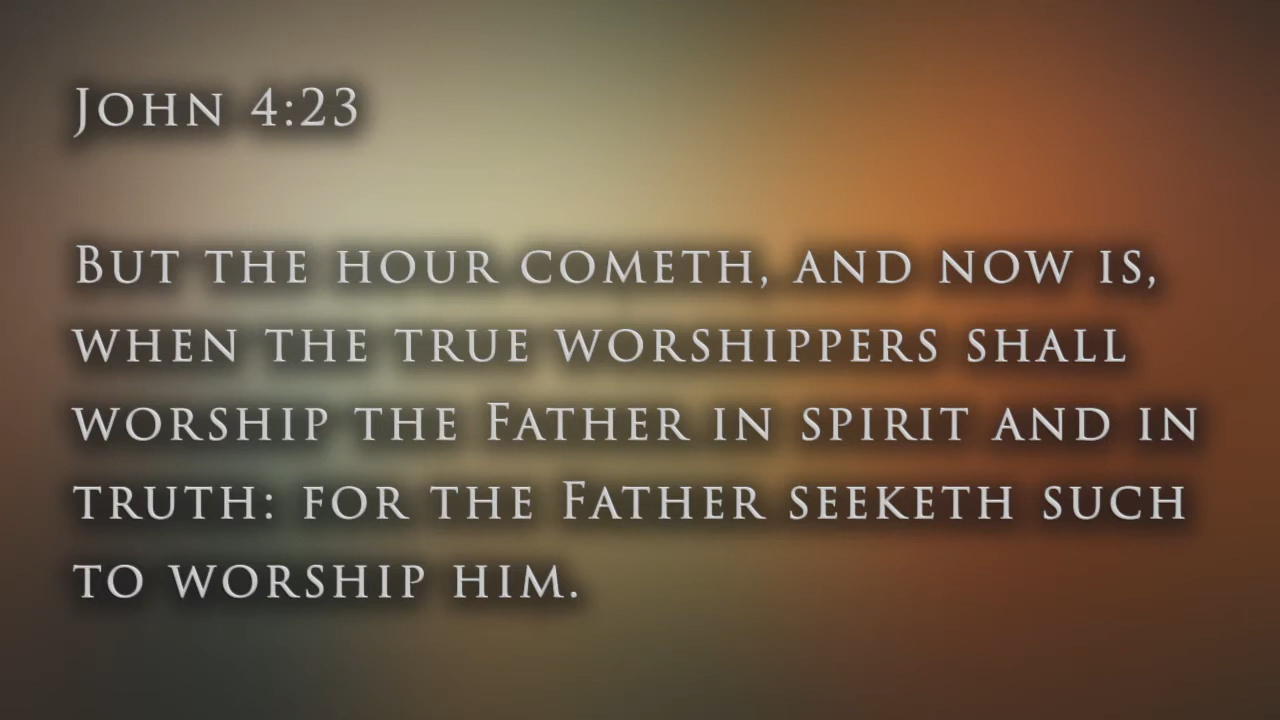 John 4:23
But the hour cometh, and now is,
when the true worshippers shall
worship the Father in spirit and in
truth: for the Father seeketh such
to worship him.